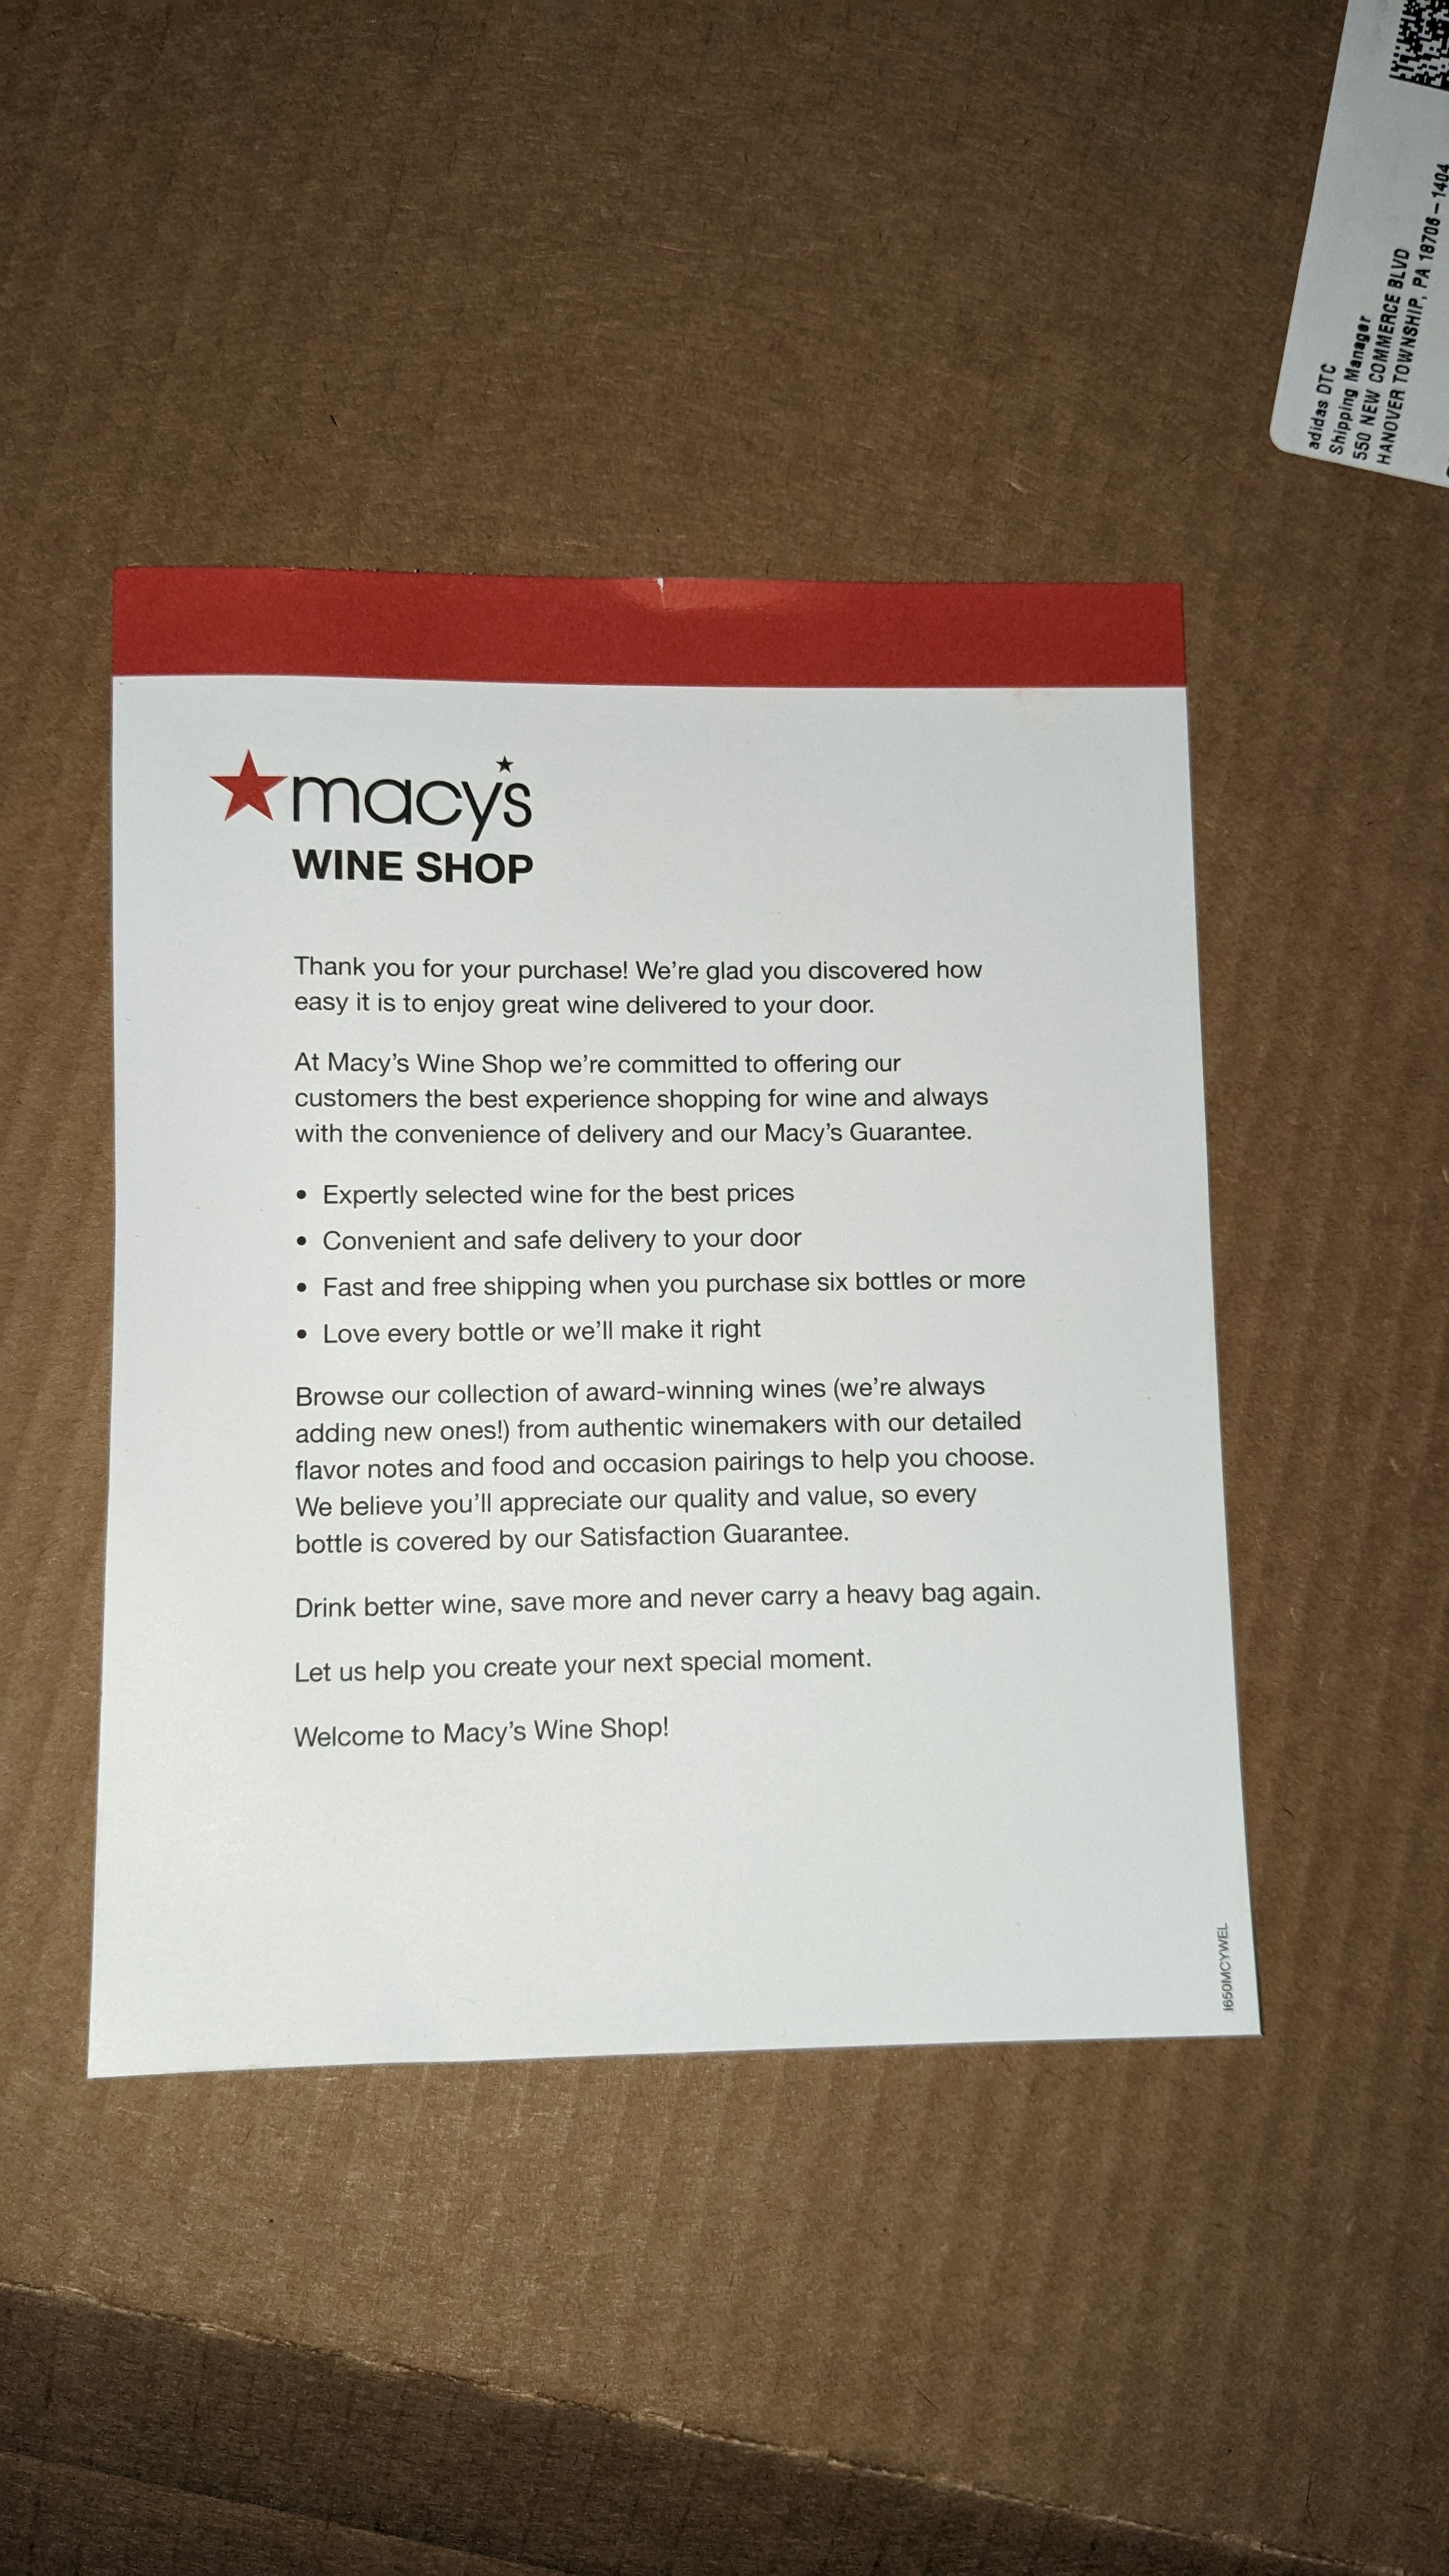 adidas DTC
Shipping Manager
550 NEW COMMERCE BLVD
HANOVER TOWNSHIP, PA 18706-1404
macy's
WINE SHOP
Thank you for your purchase! We're glad you discovered how
easy it is to enjoy great wine delivered to your door.
At Macy's Wine Shop we're committed to offering our
customers the best experience shopping for wine and always
with the convenience of delivery and our Macy's Guarantee.
• Expertly selected wine for the best prices
• Convenient and safe delivery to your door
• Fast and free shipping when you purchase six bottles or more
• Love every bottle or we'll make it right
Browse our collection of award-winning wines (we're always
adding new ones!) from authentic winemakers with our detailed
flavor notes and food and occasion pairings to help you choose.
We believe you'll appreciate our quality and value, so every
bottle is covered by our Satisfaction Guarantee.
Drink better wine, save more and never carry a heavy bag again.
Let us help you create your next special moment.
Welcome to Macy's Wine Shop!
I650MCYWEL